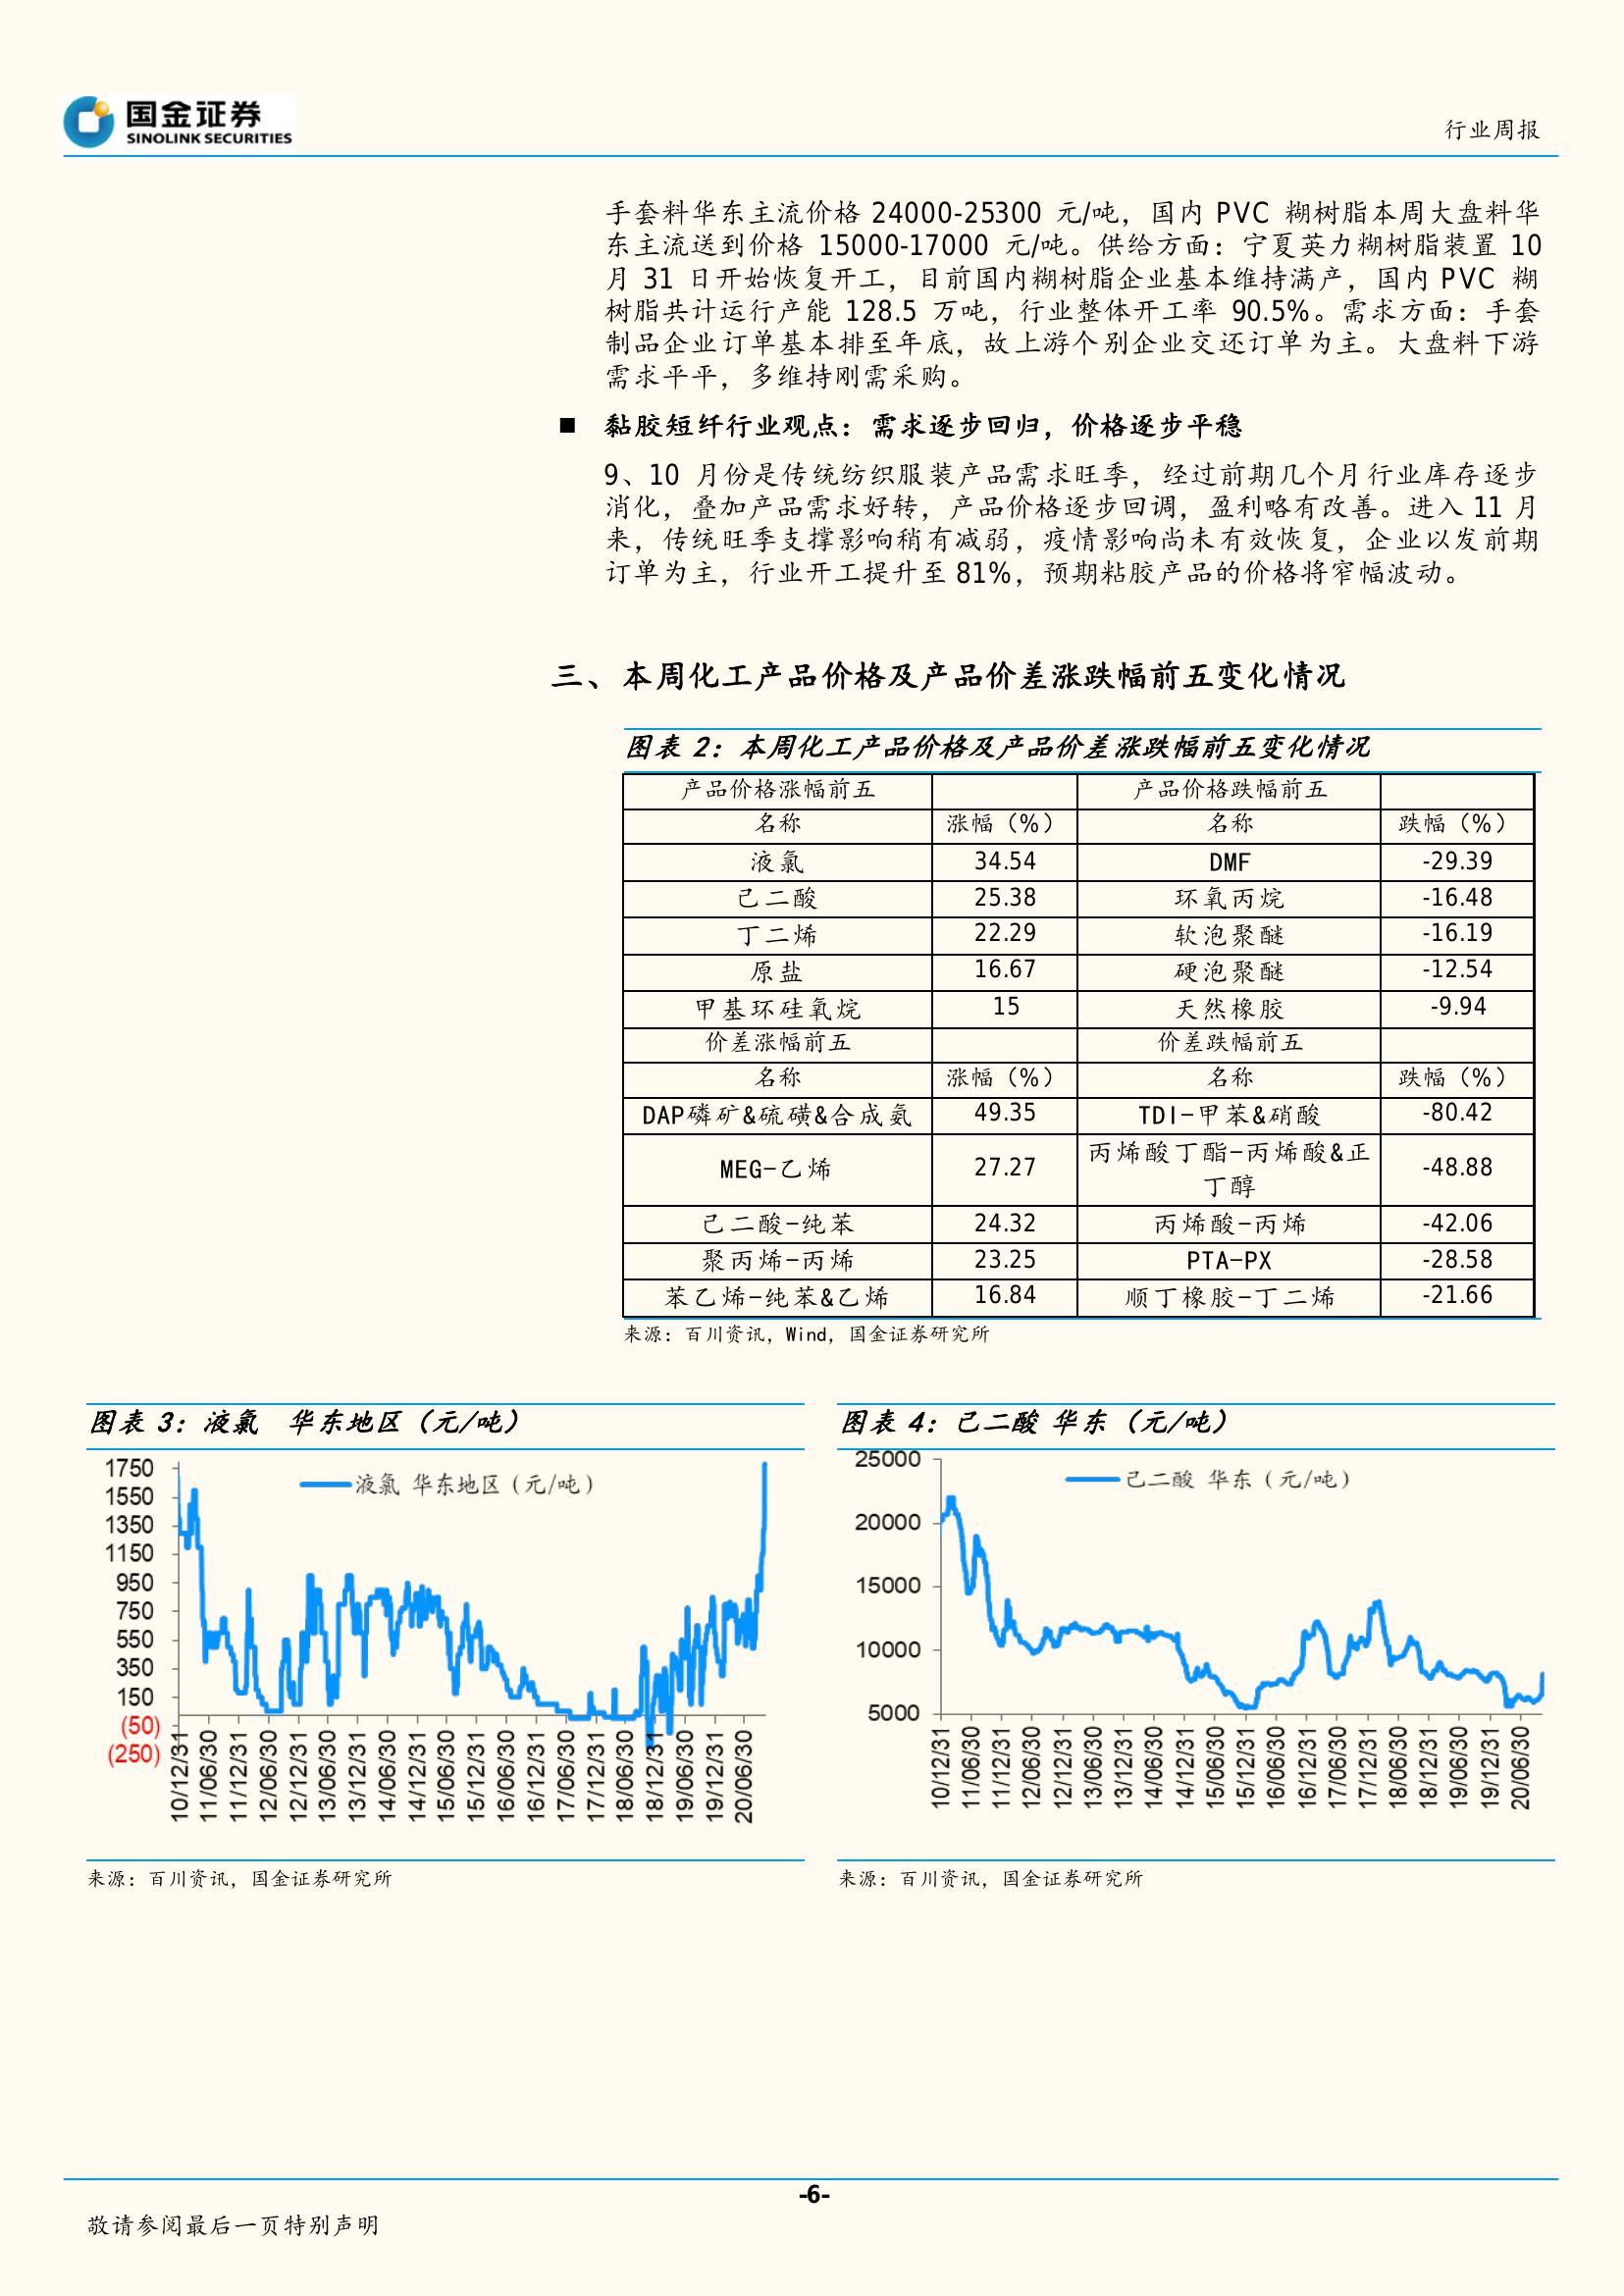 国金证券
SINOLINK SECURITIES
行业周报
手套料华东主流价格 24000-25300 元/吨，国内 PVC 糊树脂本周大盘料华
东主流送到价格 15000-17000 元/吨。供给方面：宁夏英力糊树脂装置 10
月 31 日开始恢复开工，目前国内糊树脂企业基本维持满产，国内 PVC 糊
树脂共计运行产能 128.5 万吨，行业整体开工率 90.5%。需求方面：手套
制品企业订单基本排至年底，故上游个别企业交还订单为主。大盘料下游
需求平平，多维持刚需采购。
■ 黏胶短纤行业观点：需求逐步回归，价格逐步平稳
9、10 月份是传统纺织服装产品需求旺季，经过前期几个月行业库存逐步
消化，叠加产品需求好转，产品价格逐步回调，盈利略有改善。进入 11 月
来，传统旺季支撑影响稍有减弱，疫情影响尚未有效恢复，企业以发前期
订单为主，行业开工提升至 81%，预期粘胶产品的价格将窄幅波动。
三、本周化工产品价格及产品价差涨跌幅前五变化情况
图表 2：本周化工产品价格及产品价差涨跌幅前五变化情况
产品价格涨幅前五 产品价格跌幅前五
名称 涨幅（%） 名称 跌幅（%）
液氯 34.54 DMF -29.39
己二酸 25.38 环氧丙烷 -16.48
丁二烯 22.29 软泡聚醚 -16.19
原盐 16.67 硬泡聚醚 -12.54
甲基环硅氧烷 15 天然橡胶 -9.94
价差涨幅前五 价差跌幅前五
名称 涨幅（%） 名称 跌幅（%）
DAP磷矿&硫磺&合成氨 49.35 TDI-甲苯&硝酸 -80.42
MEG-乙烯 27.27 丙烯酸丁酯-丙烯酸&正
丁醇 -48.88
己二酸-纯苯 24.32 丙烯酸-丙烯 -42.06
聚丙烯-丙烯 23.25 PTA-PX -28.58
苯乙烯-纯苯&乙烯 16.84 顺丁橡胶-丁二烯 -21.66
来源：百川资讯，Wind，国金证券研究所
图表 3：液氯 华东地区（元/吨）
液氯 华东地区（元/吨）
1750
1550
1350
1150
950
750
550
350
150
(50)
(250)
10/12/31
11/06/30
11/12/31
12/06/30
12/12/31
13/06/30
13/12/31
14/06/30
14/12/31
15/06/30
15/12/31
16/06/30
16/12/31
17/06/30
17/12/31
18/06/30
18/12/31
19/06/30
19/12/31
20/06/30
来源：百川资讯，国金证券研究所
图表 4：己二酸 华东（元/吨）
己二酸 华东（元/吨）
25000
20000
15000
10000
5000
10/12/31
11/06/30
11/12/31
12/06/30
12/12/31
13/06/30
13/12/31
14/06/30
14/12/31
15/06/30
15/12/31
16/06/30
16/12/31
17/06/30
17/12/31
18/06/30
18/12/31
19/06/30
19/12/31
20/06/30
来源：百川资讯，国金证券研究所
-6-
敬请参阅最后一页特别声明